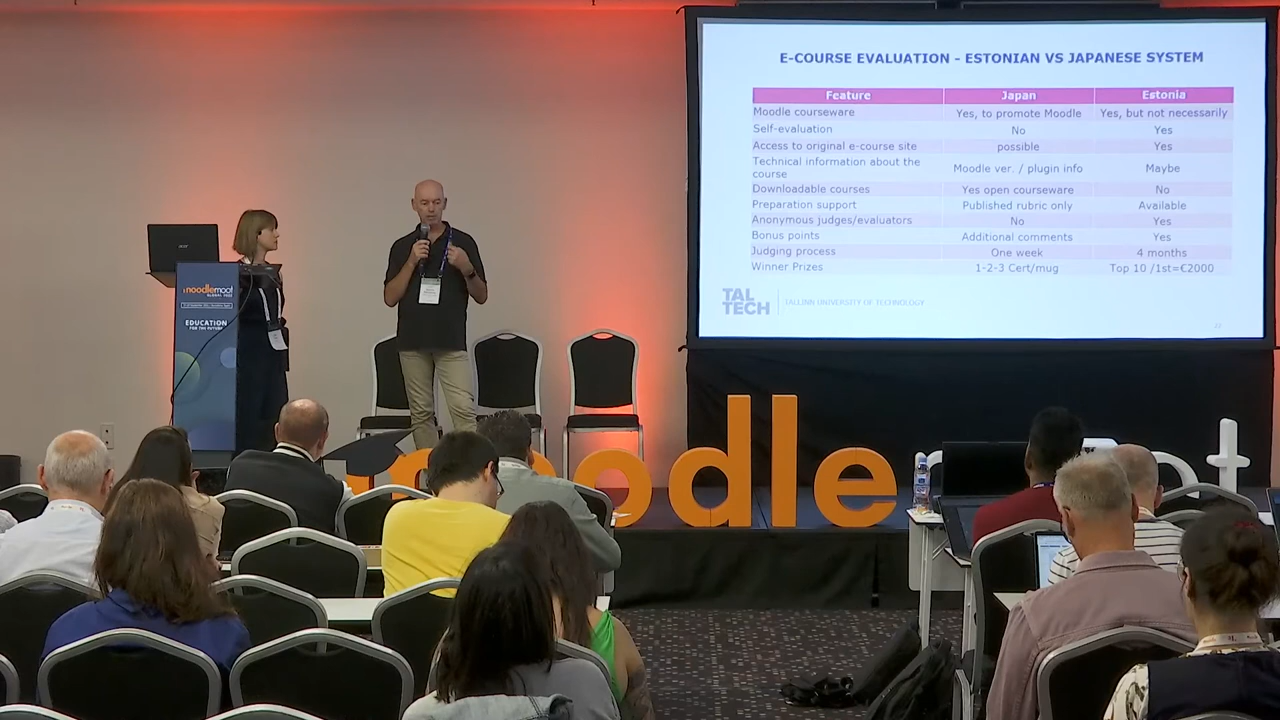 E-COURSE EVALUATION - ESTONIAN VS JAPANESE SYSTEM
Feature Japan Estonia
Moodle courseware Yes, to promote Moodle Yes, but not necessarily
Self-evaluation No Yes
Access to original e-course site possible Yes
Technical information about the course Moodle ver. / plugin info Maybe
Downloadable courses Yes open courseware No
Preparation support Published rubric only Available
Anonymous judges/evaluators No Yes
Bonus points Additional comments Yes
Judging process One week 4 months
Winner Prizes 1-2-3 Cert/mug Top 10 /1st=€2000
TAL
TECH
TALLINN UNIVERSITY OF TECHNOLOGY
22
acer
moodlemoot
GLOBAL 2022
EDUCATION
FOR THE FUTURE
moodle
t